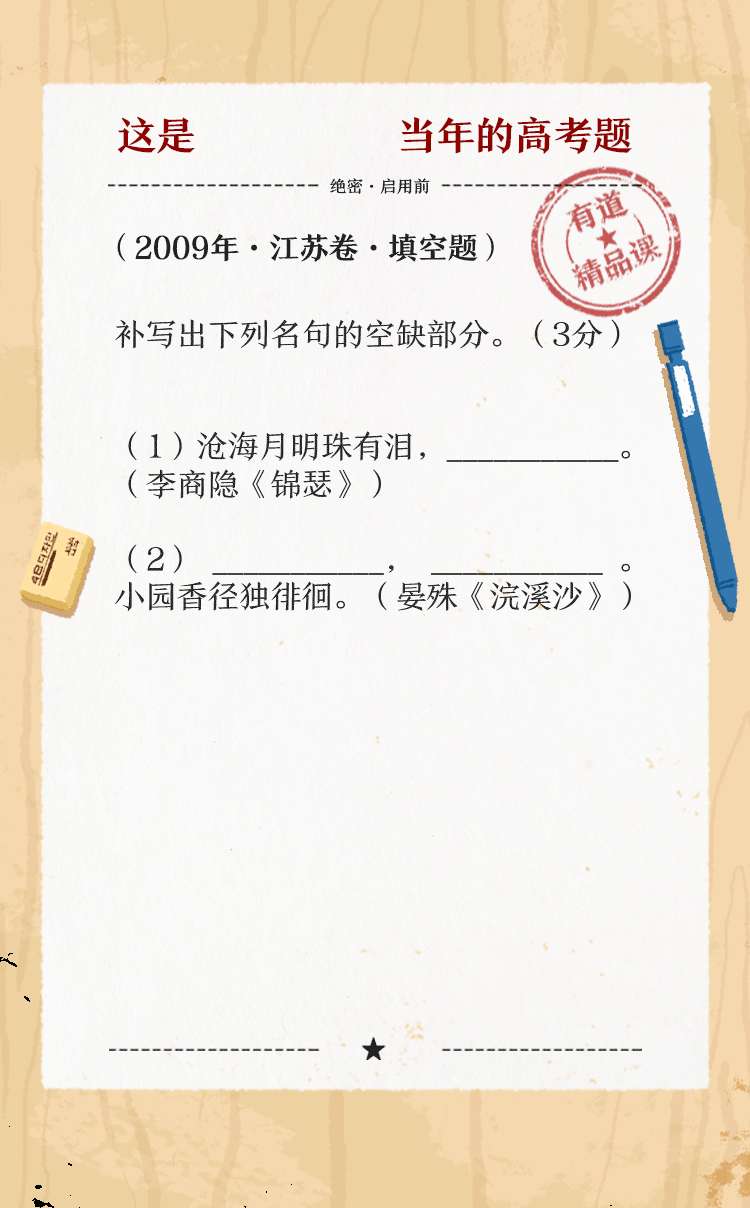 这是 当年的高考题
绝密·启用前
有道
精品课
（2009年·江苏卷·填空题）
补写出下列名句的空缺部分。（3分）
（1）沧海月明珠有泪，___________。
（李商隐《锦瑟》）
（2） ___________， ___________ 。
小园香径独徘徊。（晏殊《浣溪沙》）